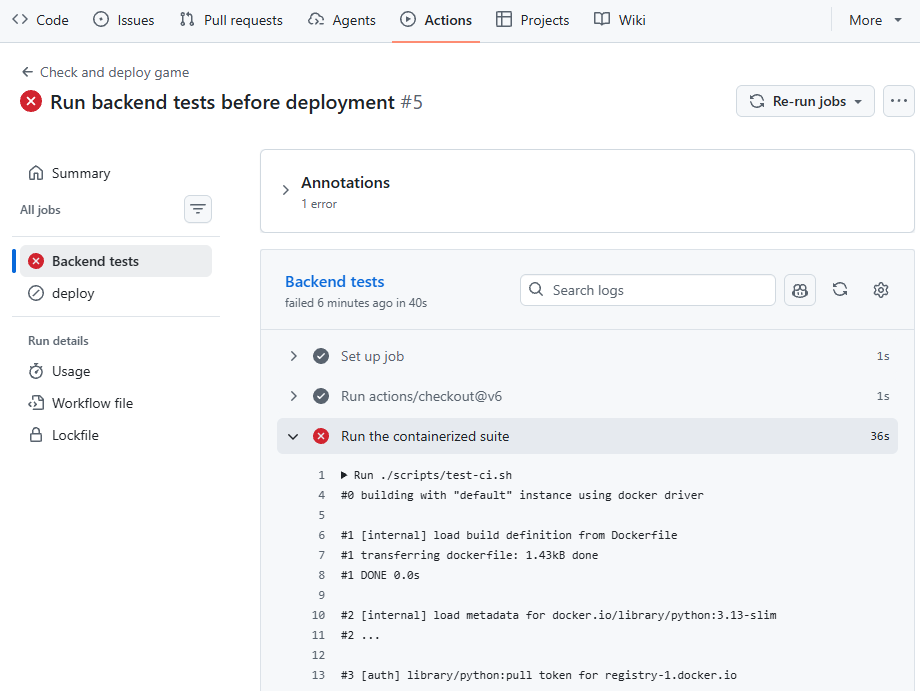 Code Issues Pull requests Agents Actions Projects Wiki More
Check and deploy game
Run backend tests before deployment #5
Re-run jobs
Summary
All jobs
Backend tests
deploy
Run details
Usage
Workflow file
Lockfile
Annotations
1 error
Backend tests
failed 6 minutes ago in 40s
Search logs
Set up job 1s
Run actions/checkout@v6 1s
Run the containerized suite 36s
1 Run ./scripts/test-ci.sh
4 #0 building with "default" instance using docker driver
5
6 #1 [internal] load build definition from Dockerfile
7 #1 transferring dockerfile: 1.43kB done
8 #1 DONE 0.0s
9
10 #2 [internal] load metadata for docker.io/library/python:3.13-slim
11 #2 ...
12
13 #3 [auth] library/python:pull token for registry-1.docker.io